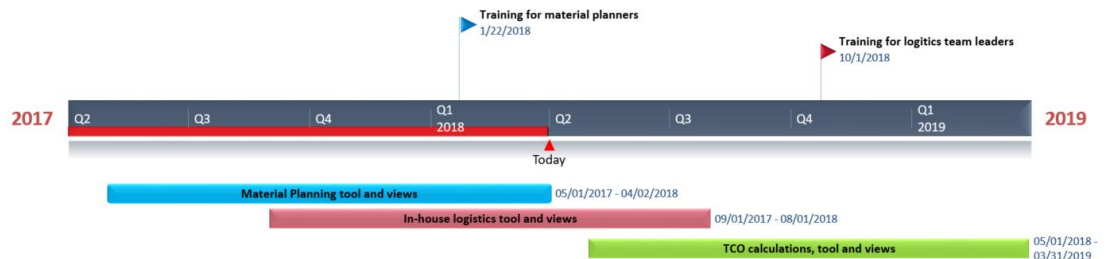 Training for material planners
1/22/2018
Training for logitics team leaders
10/1/2018
2017
Q2
Q3
Q4
Q1
2018
Q2
Q3
Q4
Q1
2019
2019
Today
Material Planning tool and views
05/01/2017 - 04/02/2018
In-house logistics tool and views
09/01/2017 - 08/01/2018
TCO calculations, tool and views
05/01/2018 -
03/31/2019